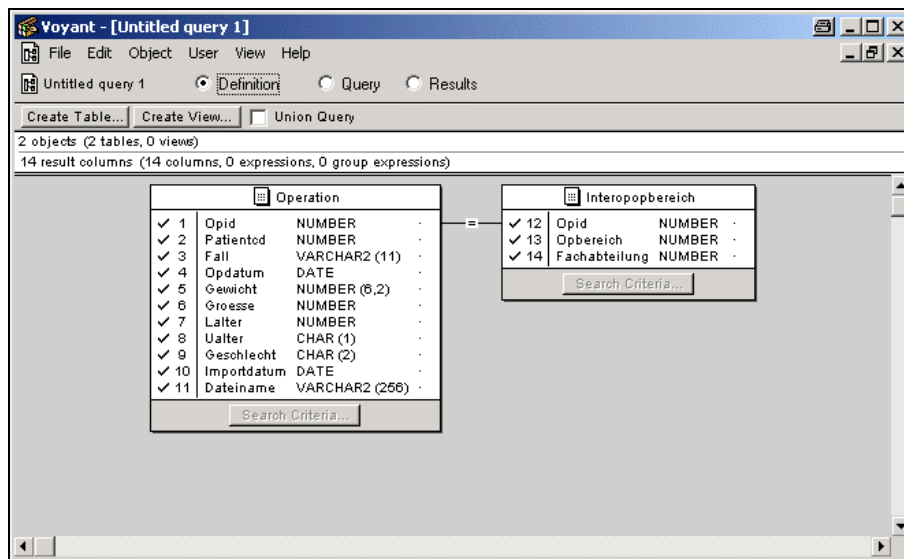 Voyant - [Untitled query 1]
File Edit Object User View Help
Untitled query 1 Definition Query Results
Create Table... Create View... Union Query
2 objects (2 tables, 0 views)
14 result columns (14 columns, 0 expressions, 0 group expressions)
Operation
1 Opid NUMBER
2 Patientcd NUMBER
3 Fall VARCHAR2 (11)
4 Opdatum DATE
5 Gewicht NUMBER (6,2)
6 Groesse NUMBER
7 Lalter NUMBER
8 Ualter CHAR (1)
9 Geschlecht CHAR (2)
10 Importdatum DATE
11 Dateiname VARCHAR2 (256)
Search Criteria...
=
Interopopbereich
12 Opid NUMBER
13 Opbereich NUMBER
14 Fachabteilung NUMBER
Search Criteria...